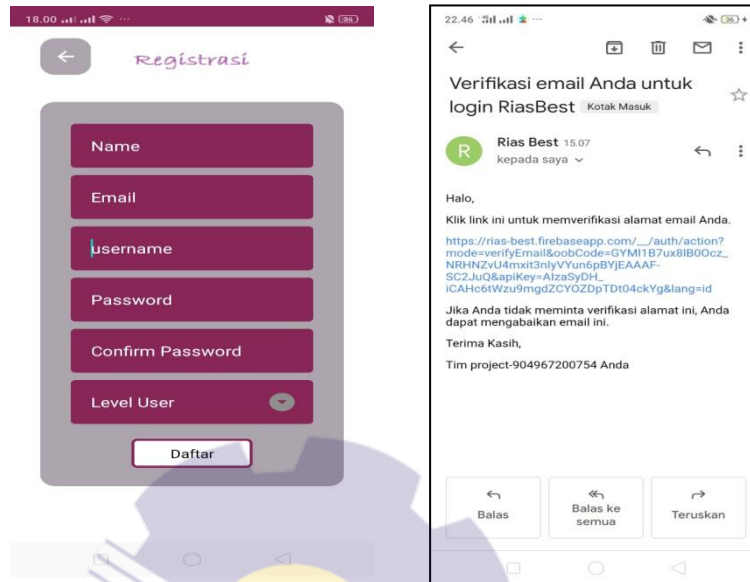 18.00
36
Registrasi
Name
Email
username
Password
Confirm Password
Level User
Daftar
22.46
36
Verifikasi email Anda untuk
login RiasBest Kotak Masuk
R
Rias Best 15.07
kepada saya
Halo,
Klik link ini untuk memverifikasi alamat email Anda.
https://rias-best.firebaseapp.com/__/auth/action?
mode=verifyEmail&oobCode=GYMl1B7ux8lB0Ocz_
NRHNZvU4mxit3nlyVYun6pBYjEAAAF-
SC2JuQ&apiKey=AIzaSyDH_
iCAHc6tWzu9mgdZCYOZDpTDt04ckYg&lang=id
Jika Anda tidak meminta verifikasi alamat ini, Anda
dapat mengabaikan email ini.
Terima Kasih,
Tim project-904967200754 Anda
Balas
Balas ke
semua
Teruskan